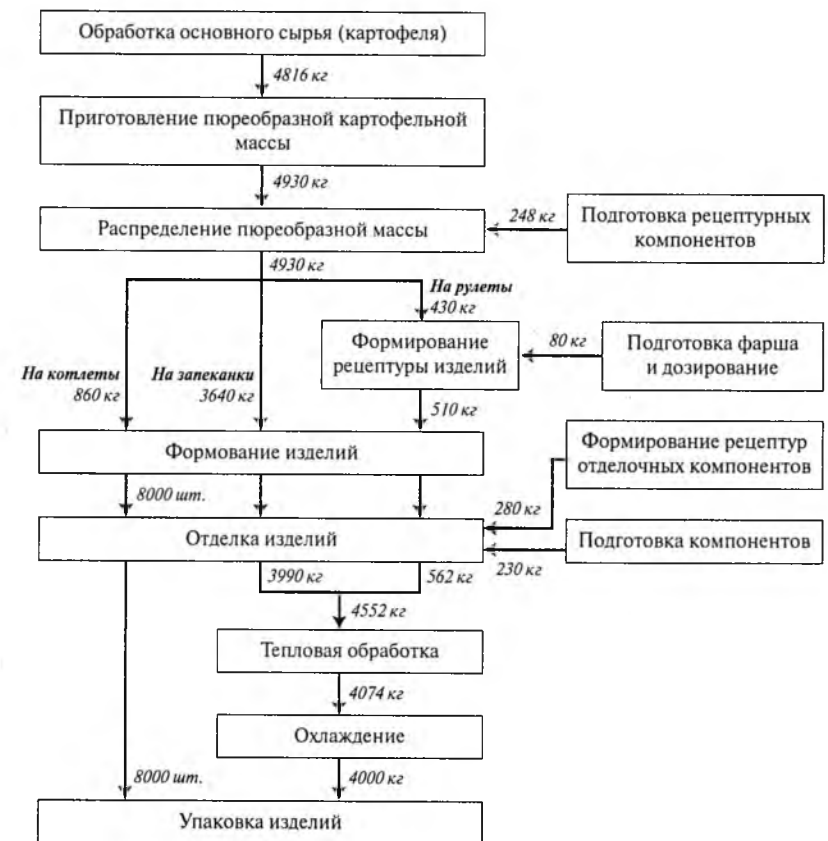 Обработка основного сырья (картофеля)
4816 кг
Приготовление пюреобразной картофельной
массы
4930 кг
Распределение пюреобразной массы
248 кг
Подготовка рецептурных
компонентов
4930 кг
На рулеты
430 кг
Формирование
рецептуры изделий
80 кг
Подготовка фарша
и дозирование
На котлеты
860 кг
На запеканки
3640 кг
510 кг
Формование изделий
Формирование рецептур
отделочных компонентов
8000 шт.
280 кг
Отделка изделий
Подготовка компонентов
230 кг
3990 кг
562 кг
4552 кг
Тепловая обработка
4074 кг
Охлаждение
8000 шт.
4000 кг
Упаковка изделий